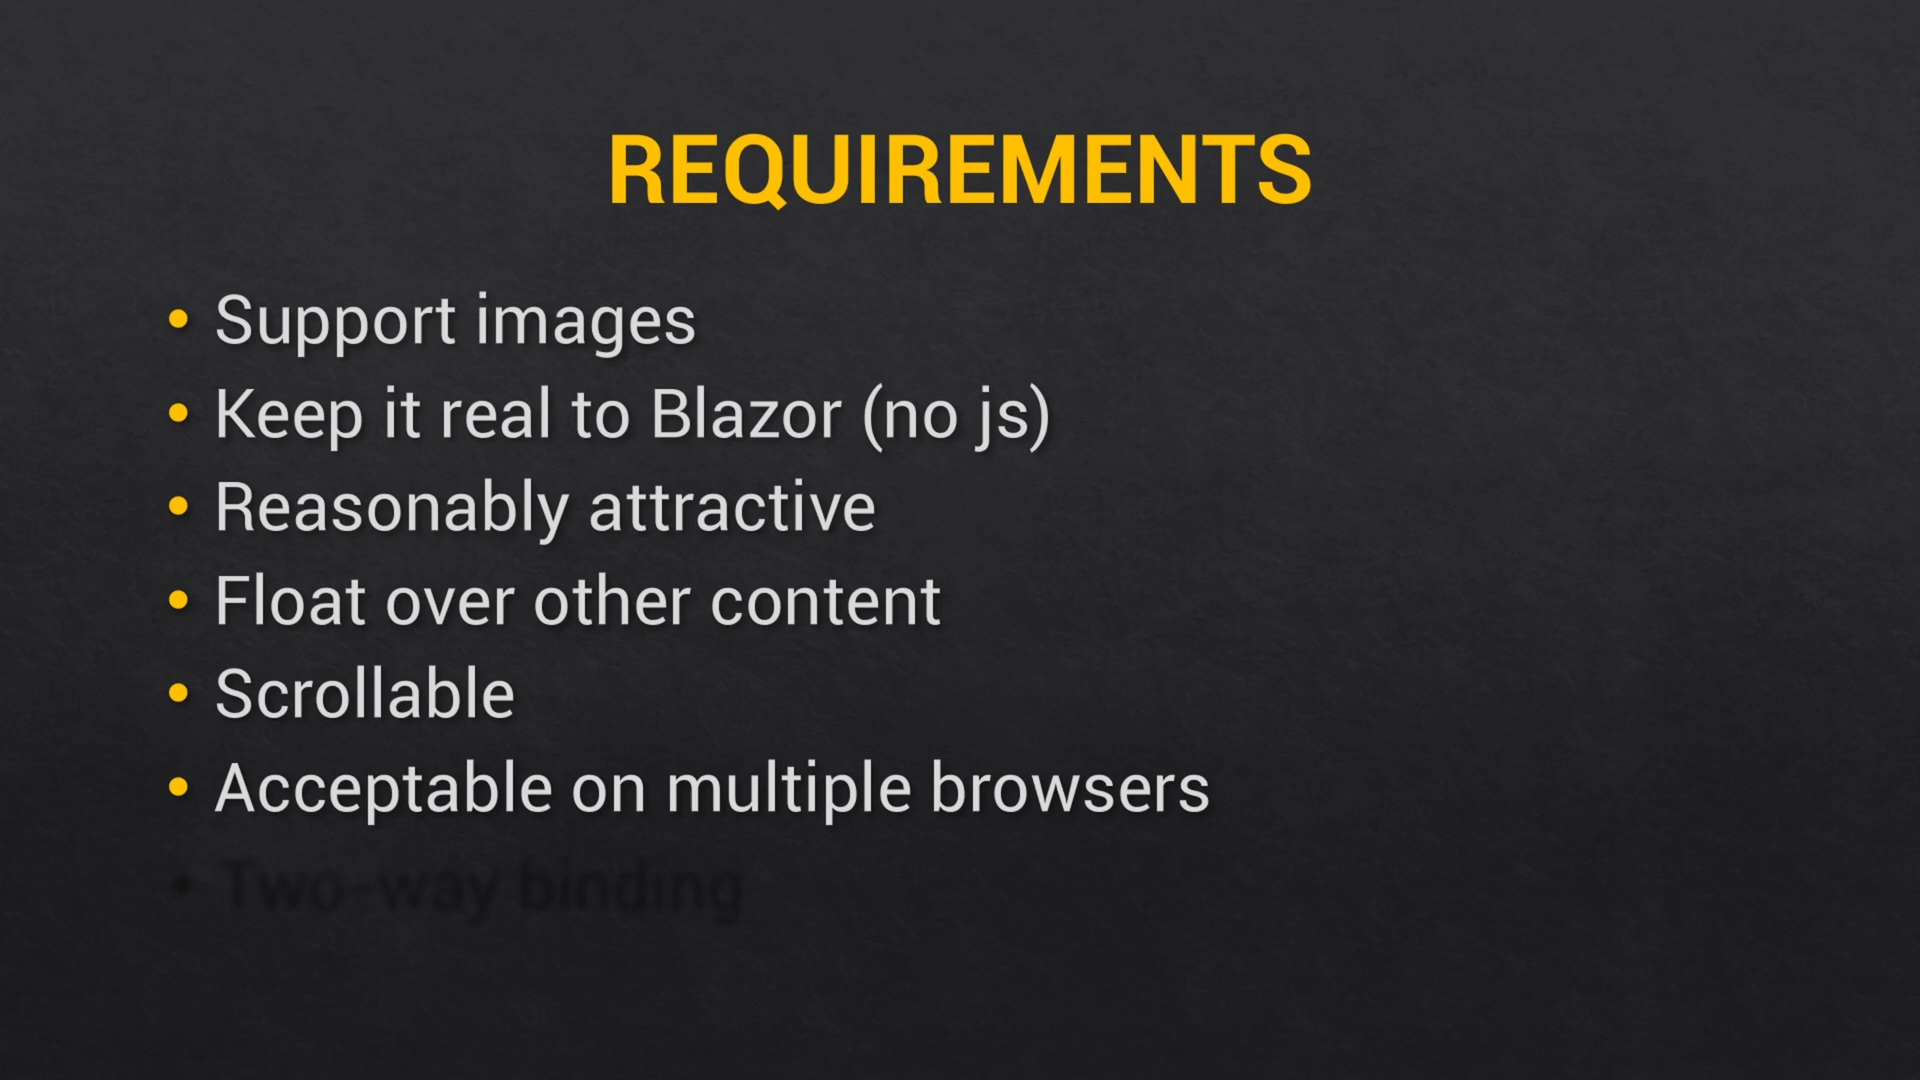 REQUIREMENTS
• Support images
• Keep it real to Blazor (no js)
• Reasonably attractive
• Float over other content
• Scrollable
• Acceptable on multiple browsers
• Two-way binding